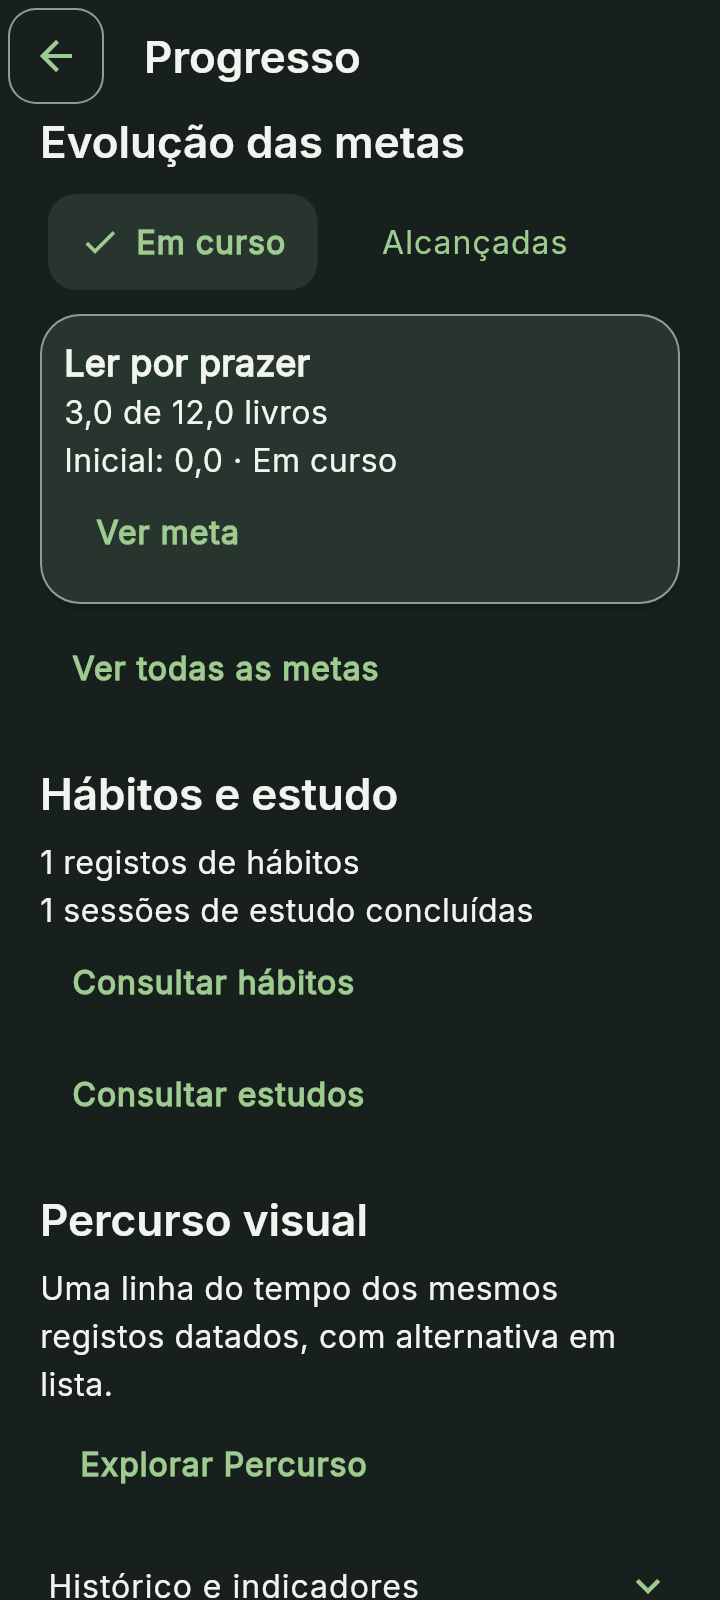 Progresso
Evolução das metas
Em curso
Alcançadas
Ler por prazer
3,0 de 12,0 livros
Inicial: 0,0 · Em curso
Ver meta
Ver todas as metas
Hábitos e estudo
1 registos de hábitos
1 sessões de estudo concluídas
Consultar hábitos
Consultar estudos
Percurso visual
Uma linha do tempo dos mesmos
registos datados, com alternativa em
lista.
Explorar Percurso
Histórico e indicadores